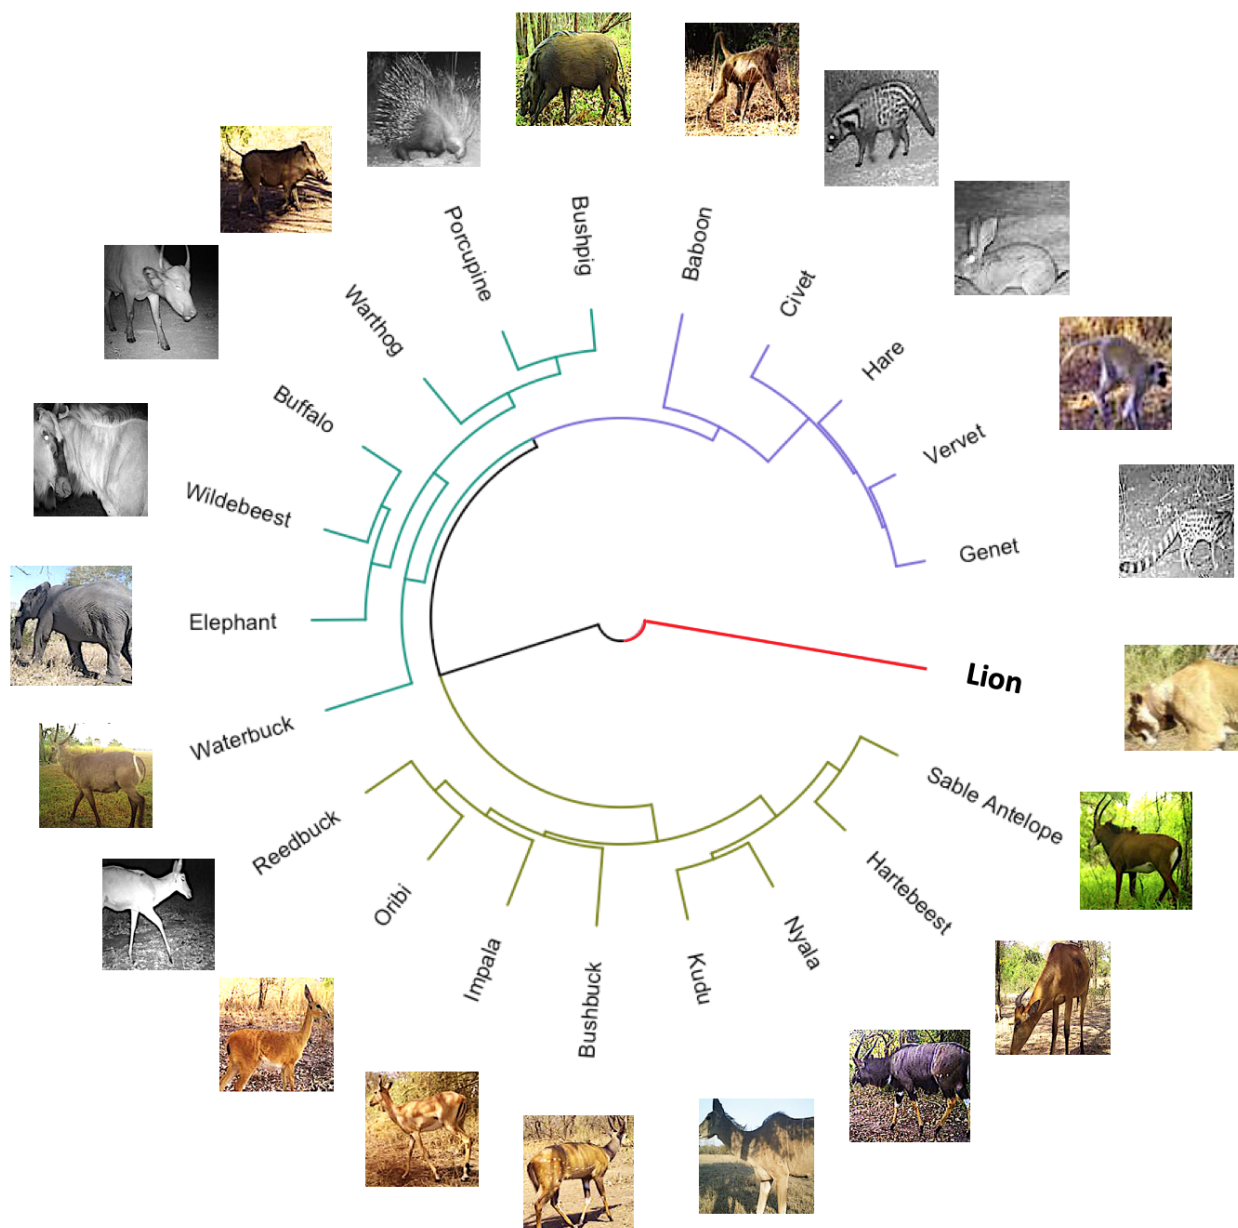 Bushpig
Baboon
Civet
Hare
Vervet
Genet
Lion
Sable Antelope
Hartebeest
Nyala
Kudu
Bushbuck
Impala
Oribi
Reedbuck
Waterbuck
Elephant
Wildebeest
Buffalo
Warthog
Porcupine